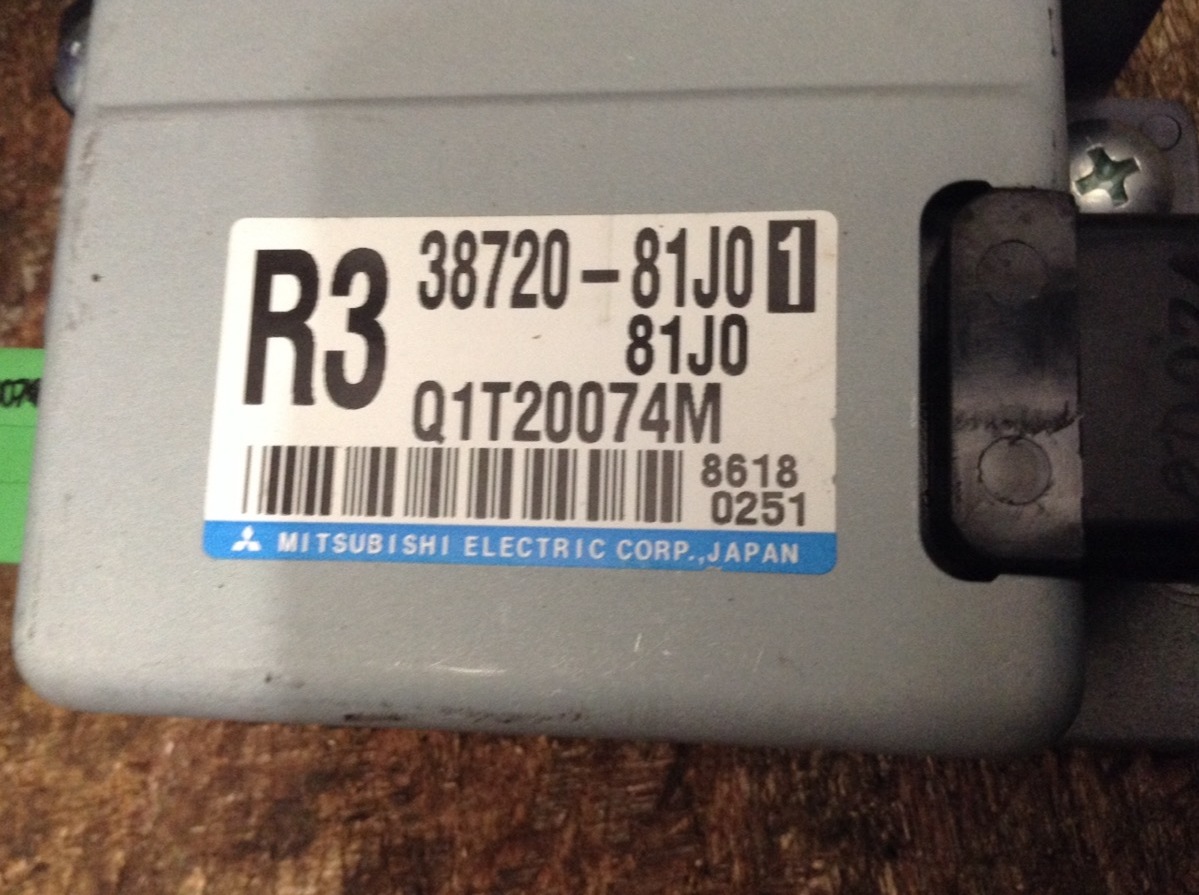 R3
38720-81J0 1
81J0
Q1T20074M
8618
0251
MITSUBISHI ELECTRIC CORP.,JAPAN